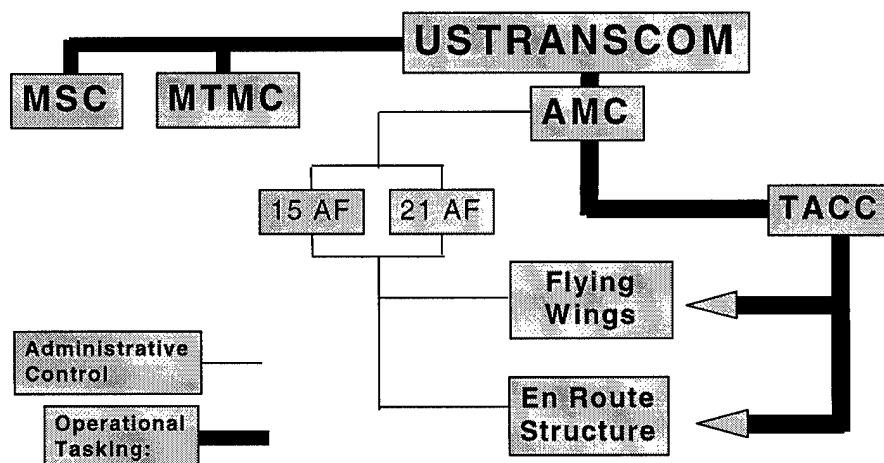 USTRANSCOM
MSC
MTMC
AMC
15 AF
21 AF
TACC
Flying
Wings
Administrative
Control
En Route
Structure
Operational
Tasking: